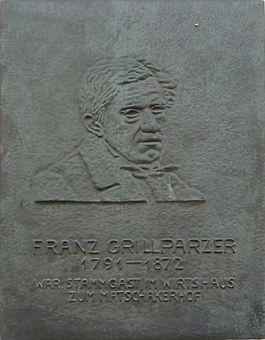 FRANZ GRILLPARZER
1791–1872
WAR STAMMGAST IM WIRTSHAUS
ZUM MATSCHAKERHOF